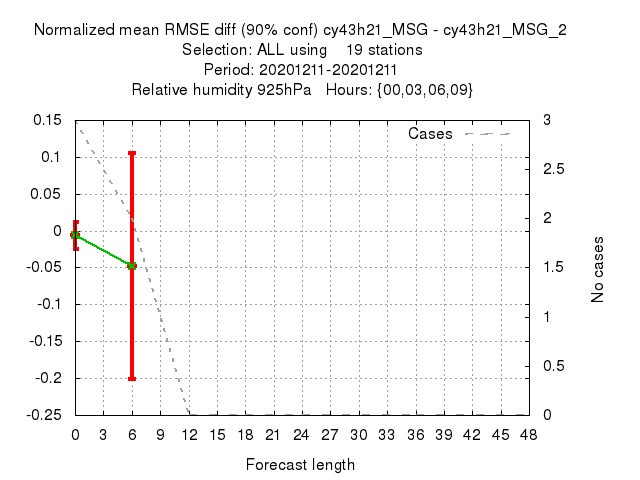 Normalized mean RMSE diff (90% conf) cy43h21_MSG - cy43h21_MSG_2
Selection: ALL using 19 stations
Period: 20201211-20201211
Relative humidity 925hPa Hours: {00,03,06,09}
Cases
0.15
0.1
0.05
0
-0.05
-0.1
-0.15
-0.2
-0.25
3
2.5
2
1.5
1
0.5
0
No cases
0 3 6 9 12 15 18 21 24 27 30 33 36 39 42 45 48
Forecast length